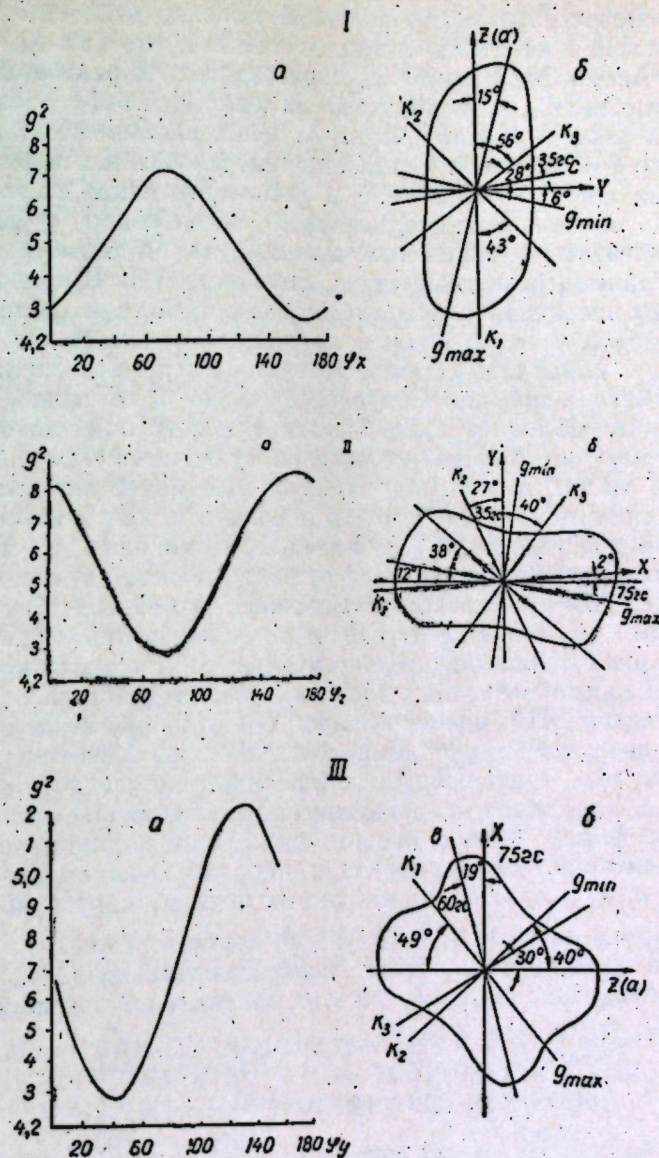 I
a
g²
8
7
6
5
4
3
4,2
20
60
100
140
180 φx
Z(a)
б
15°
K₂
56°
K₃
35гс
28°
C
Y
6°
gmin
43°
gmax
K₁
II
a
g²
8
7
6
5
4
3
4,2
20
60
100
140
180 φz
б
Y
gmin
K₂
27°
35гс
40°
K₃
38°
X
2°
75гс
gmax
III
a
g²
2
1
5,0
9
8
7
6
5
4
3
4,2
20
60
100
140
180 φy
б
в
X
75гс
K₁
19°
60гс
gmin
49°
30°
40°
Z(a)
K₃
K₂
gmax